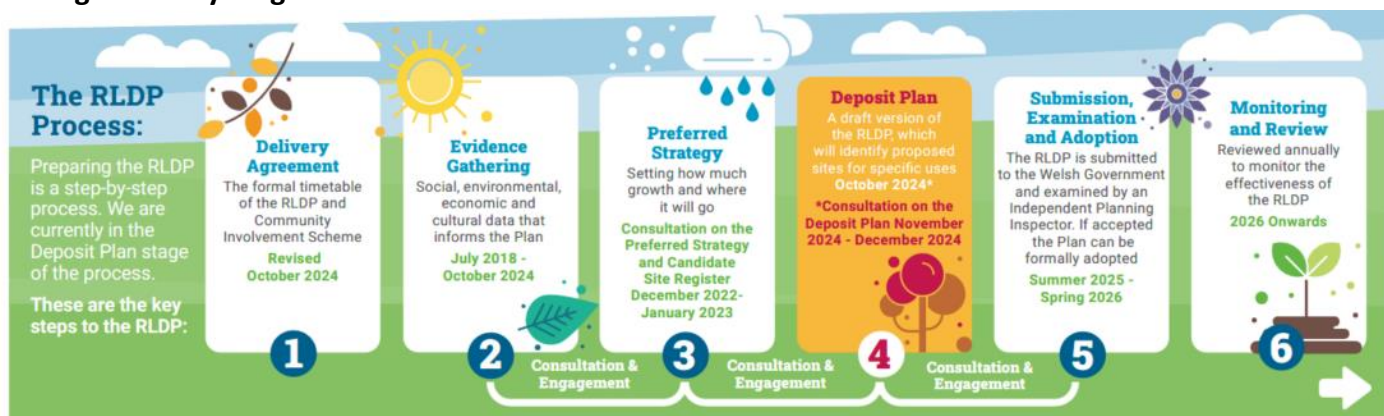 The RLDP
Process:
Preparing the RLDP
is a step-by-step
process. We are
currently in the
Deposit Plan stage
of the process.
These are the key
steps to the RLDP:
Delivery
Agreement
The formal timetable
of the RLDP and
Community
Involvement Scheme
Revised
October 2024
1
Evidence
Gathering
Social, environmental,
economic and
cultural data that
informs the Plan
July 2018 -
October 2024
2
Consultation &
Engagement
Preferred
Strategy
Setting how much
growth and where
it will go
Consultation on the
Preferred Strategy
and Candidate
Site Register
December 2022-
January 2023
3
Consultation &
Engagement
Deposit Plan
A draft version of
the RLDP, which
will identify proposed
sites for specific uses
October 2024*
*Consultation on the
Deposit Plan November
2024 - December 2024
4
Consultation &
Engagement
Submission,
Examination
and Adoption
The RLDP is submitted
to the Welsh Government
and examined by an
Independent Planning
Inspector. If accepted
the Plan can be
formally adopted
Summer 2025 -
Spring 2026
5
Monitoring
and Review
Reviewed annually
to monitor the
effectiveness of
the RLDP
2026 Onwards
6